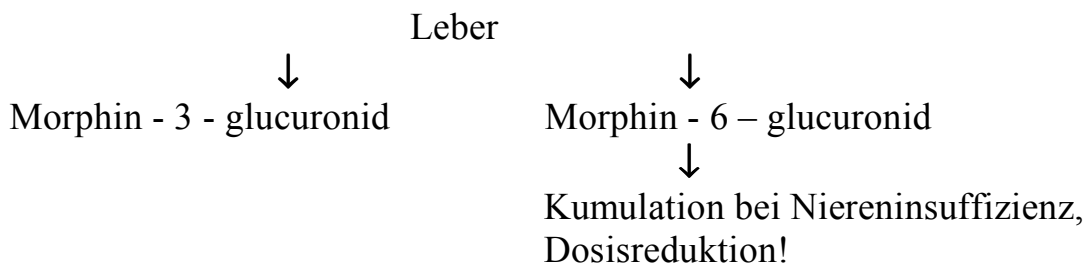 Leber
↓ ↓
Morphin - 3 - glucuronid Morphin - 6 – glucuronid
↓
Kumulation bei Niereninsuffizienz,
Dosisreduktion!